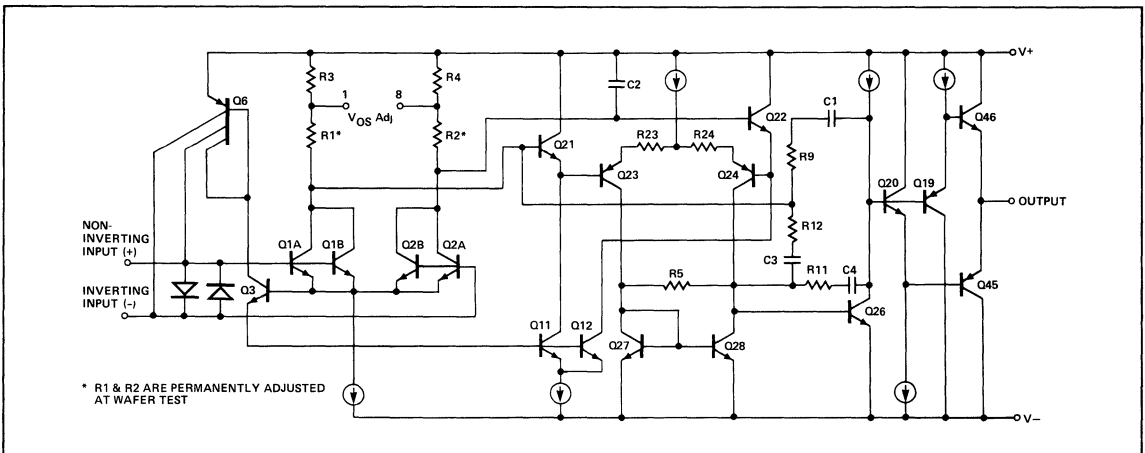 V+
R3
R4
1
8
V_OS Adj
Q6
R1*
R2*
C2
Q22
C1
Q46
R23
R24
Q21
Q23
Q24
R9
Q20
Q19
OUTPUT
R12
NON-
INVERTING
INPUT (+)
Q1A
Q1B
Q2B
Q2A
C3
Q3
R5
R11
C4
Q45
INVERTING
INPUT (−)
Q26
Q11
Q12
Q27
Q28
* R1 & R2 ARE PERMANENTLY ADJUSTED
AT WAFER TEST
V−